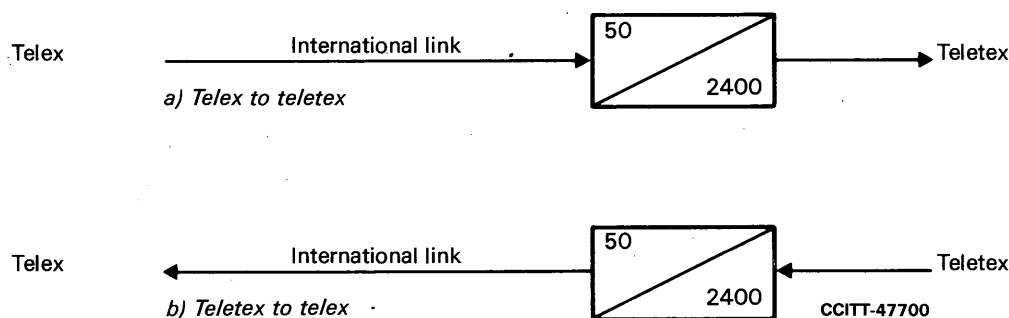 50
Telex International link Teletex
2400
a) Telex to teletex
50
Telex International link Teletex
2400
b) Teletex to telex
CCITT-47700